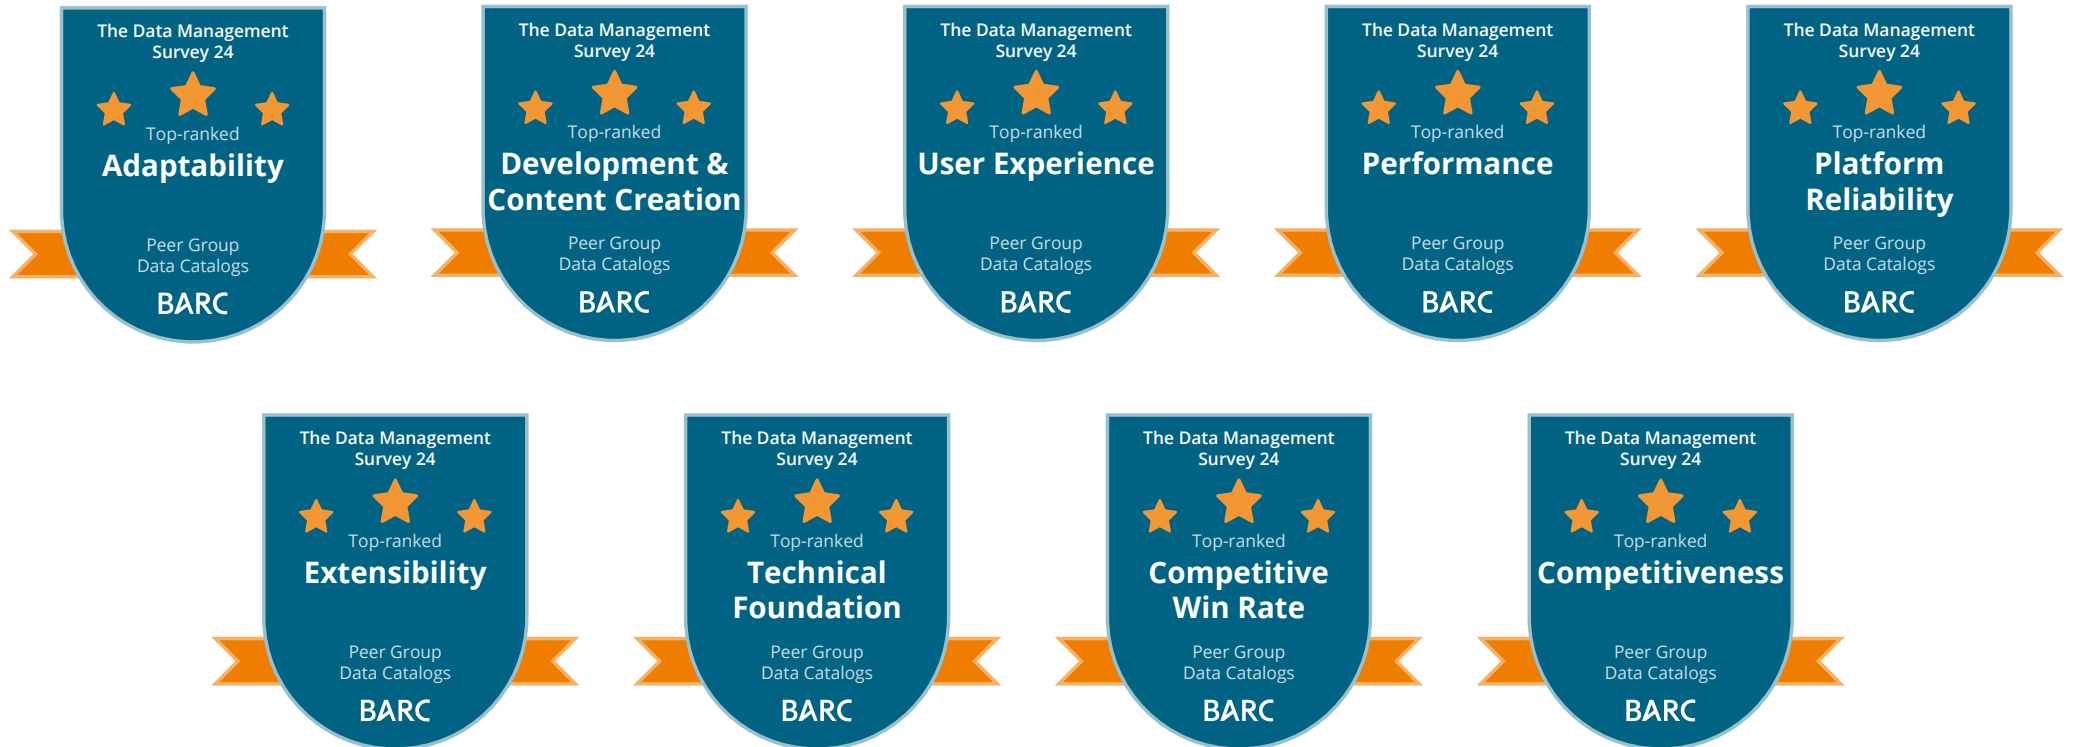 The Data Management
Survey 24
Top-ranked
Adaptability
Peer Group
Data Catalogs
BARC
The Data Management
Survey 24
Top-ranked
Development &
Content Creation
Peer Group
Data Catalogs
BARC
The Data Management
Survey 24
Top-ranked
User Experience
Peer Group
Data Catalogs
BARC
The Data Management
Survey 24
Top-ranked
Performance
Peer Group
Data Catalogs
BARC
The Data Management
Survey 24
Top-ranked
Platform
Reliability
Peer Group
Data Catalogs
BARC
The Data Management
Survey 24
Top-ranked
Extensibility
Peer Group
Data Catalogs
BARC
The Data Management
Survey 24
Top-ranked
Technical
Foundation
Peer Group
Data Catalogs
BARC
The Data Management
Survey 24
Top-ranked
Competitive
Win Rate
Peer Group
Data Catalogs
BARC
The Data Management
Survey 24
Top-ranked
Competitiveness
Peer Group
Data Catalogs
BARC